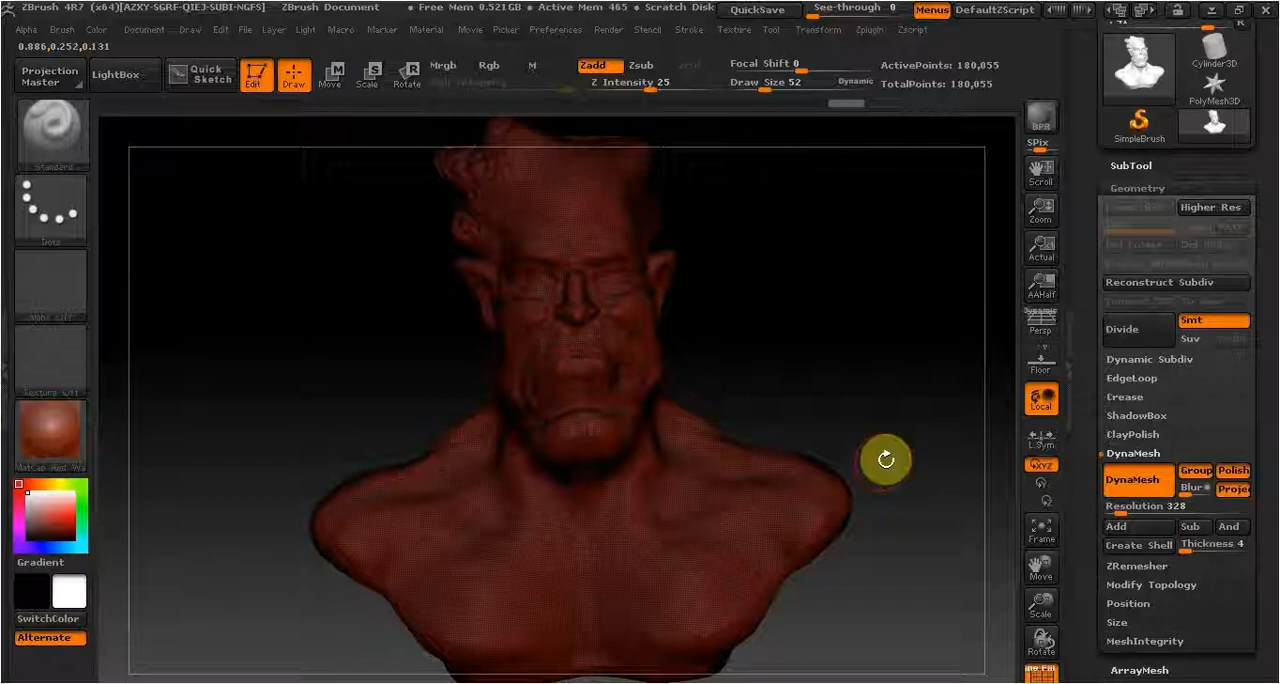 ZBrush 4R7 (x64)[AZXY-SGRF-QIEJ-SUBI-NGFS] ZBrush Document • Free Mem 0.521GB • Active Mem 465 • Scratch Disk QuickSave See-through 0 Menus DefaultZScript
Alpha Brush Color Document Draw Edit File Layer Light Macro Marker Material Movie Picker Preferences Render Stencil Stroke Texture Tool Transform Zplugin Zscript
0.886,0.252,0.131
Projection Master
LightBox
Quick Sketch
Edit
Draw
Move
Scale
Rotate
Mrgb Rgb M
Zadd Zsub
Z Intensity 25
Focal Shift 0
Draw Size 52 Dynamic
ActivePoints: 180,055
TotalPoints: 180,055
Standard
Dots
Gradient
SwitchColor
Alternate
BPR
SPix
Scroll
Zoom
Actual
AAHalf
Persp
Floor
Local
L.Sym
XYZ
Frame
Move
Scale
Rotate
Cylinder3D
PolyMesh3D
SimpleBrush
SubTool
Geometry
Higher Res
Reconstruct Subdiv
Divide
Smt
Suv
Dynamic Subdiv
EdgeLoop
Crease
ShadowBox
ClayPolish
DynaMesh
DynaMesh
Group Polish
Blur Proje
Resolution 328
Add Sub And
Create Shell Thickness 4
ZRemesher
Modify Topology
Position
Size
MeshIntegrity
ArrayMesh